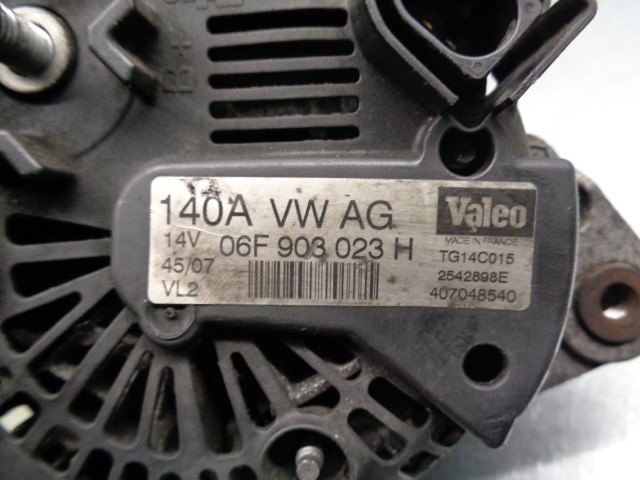 B+
140A VW AG
14V 06F 903 023 H
45/07
VL2
Valeo
MADE IN FRANCE
TG14C015
2542898E
407048540